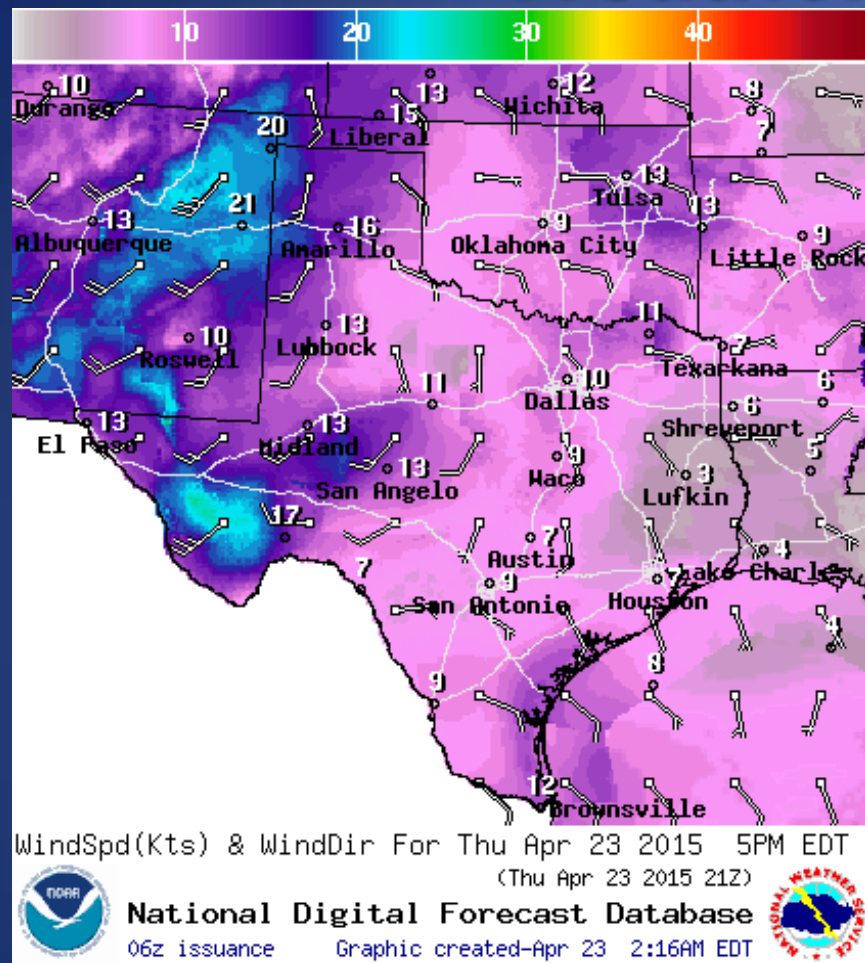 10 20 30 40
10 13 12 8
Durango Wichita
15
Liberal
20 7
13 Tulsa 13
Albuquerque 21 16 9 13 9
Amarillo Oklahoma City Little Rock
10 13 11 7
Roswell Lubbock Texarkana
11 10 6 6
Dallas
13 13 Shreveport
El Paso Midland
13 9 3 5
San Angelo Waco Lufkin
17 7 4
Austin
7 9 7 Lake Charles
San Antonio Houston
4
9 8
12
Brownsville
WindSpd(Kts) & WindDir For Thu Apr 23 2015 5PM EDT
(Thu Apr 23 2015 21Z)
NOAA
National Digital Forecast Database
06z issuance Graphic created-Apr 23 2:16AM EDT
NATIONAL WEATHER SERVICE